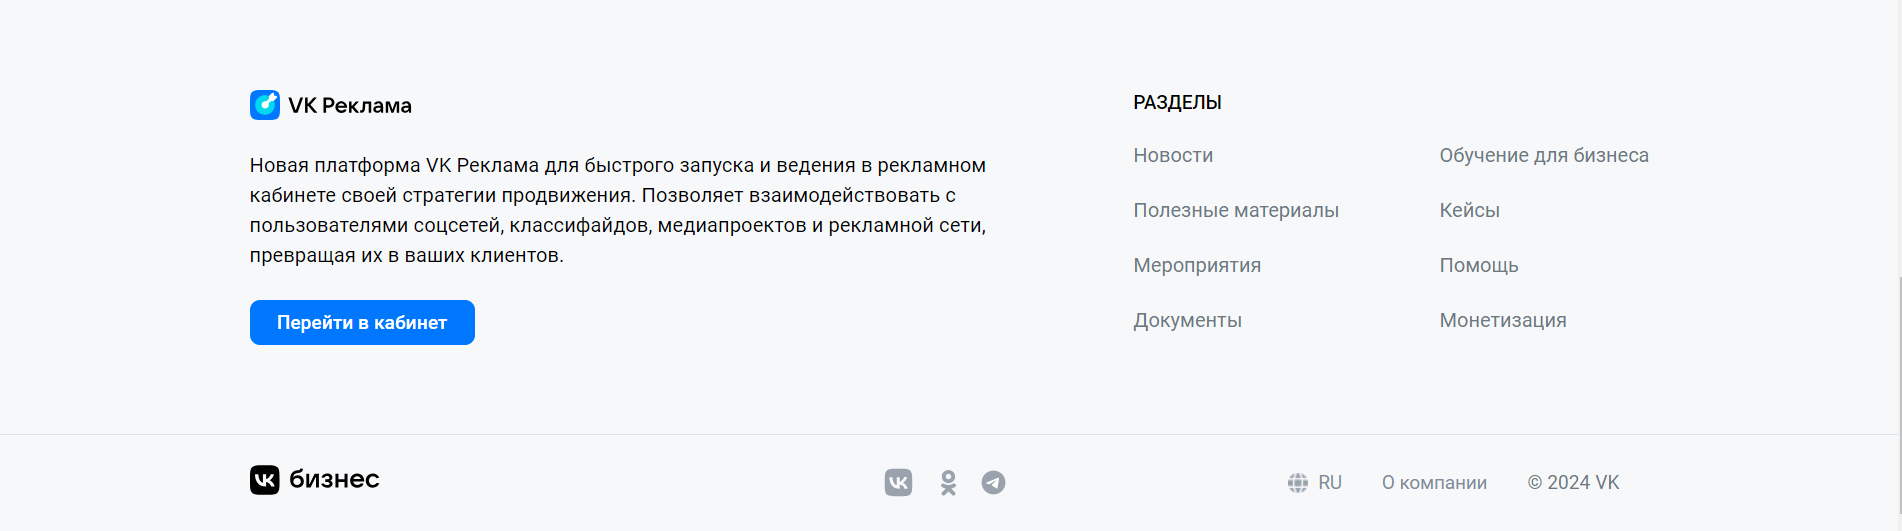 VK Реклама
Новая платформа VK Реклама для быстрого запуска и ведения в рекламном
кабинете своей стратегии продвижения. Позволяет взаимодействовать с
пользователями соцсетей, классифайдов, медиапроектов и рекламной сети,
превращая их в ваших клиентов.
Перейти в кабинет
РАЗДЕЛЫ
Новости
Обучение для бизнеса
Полезные материалы
Кейсы
Мероприятия
Помощь
Документы
Монетизация
VK бизнес
VK
RU
О компании
© 2024 VK